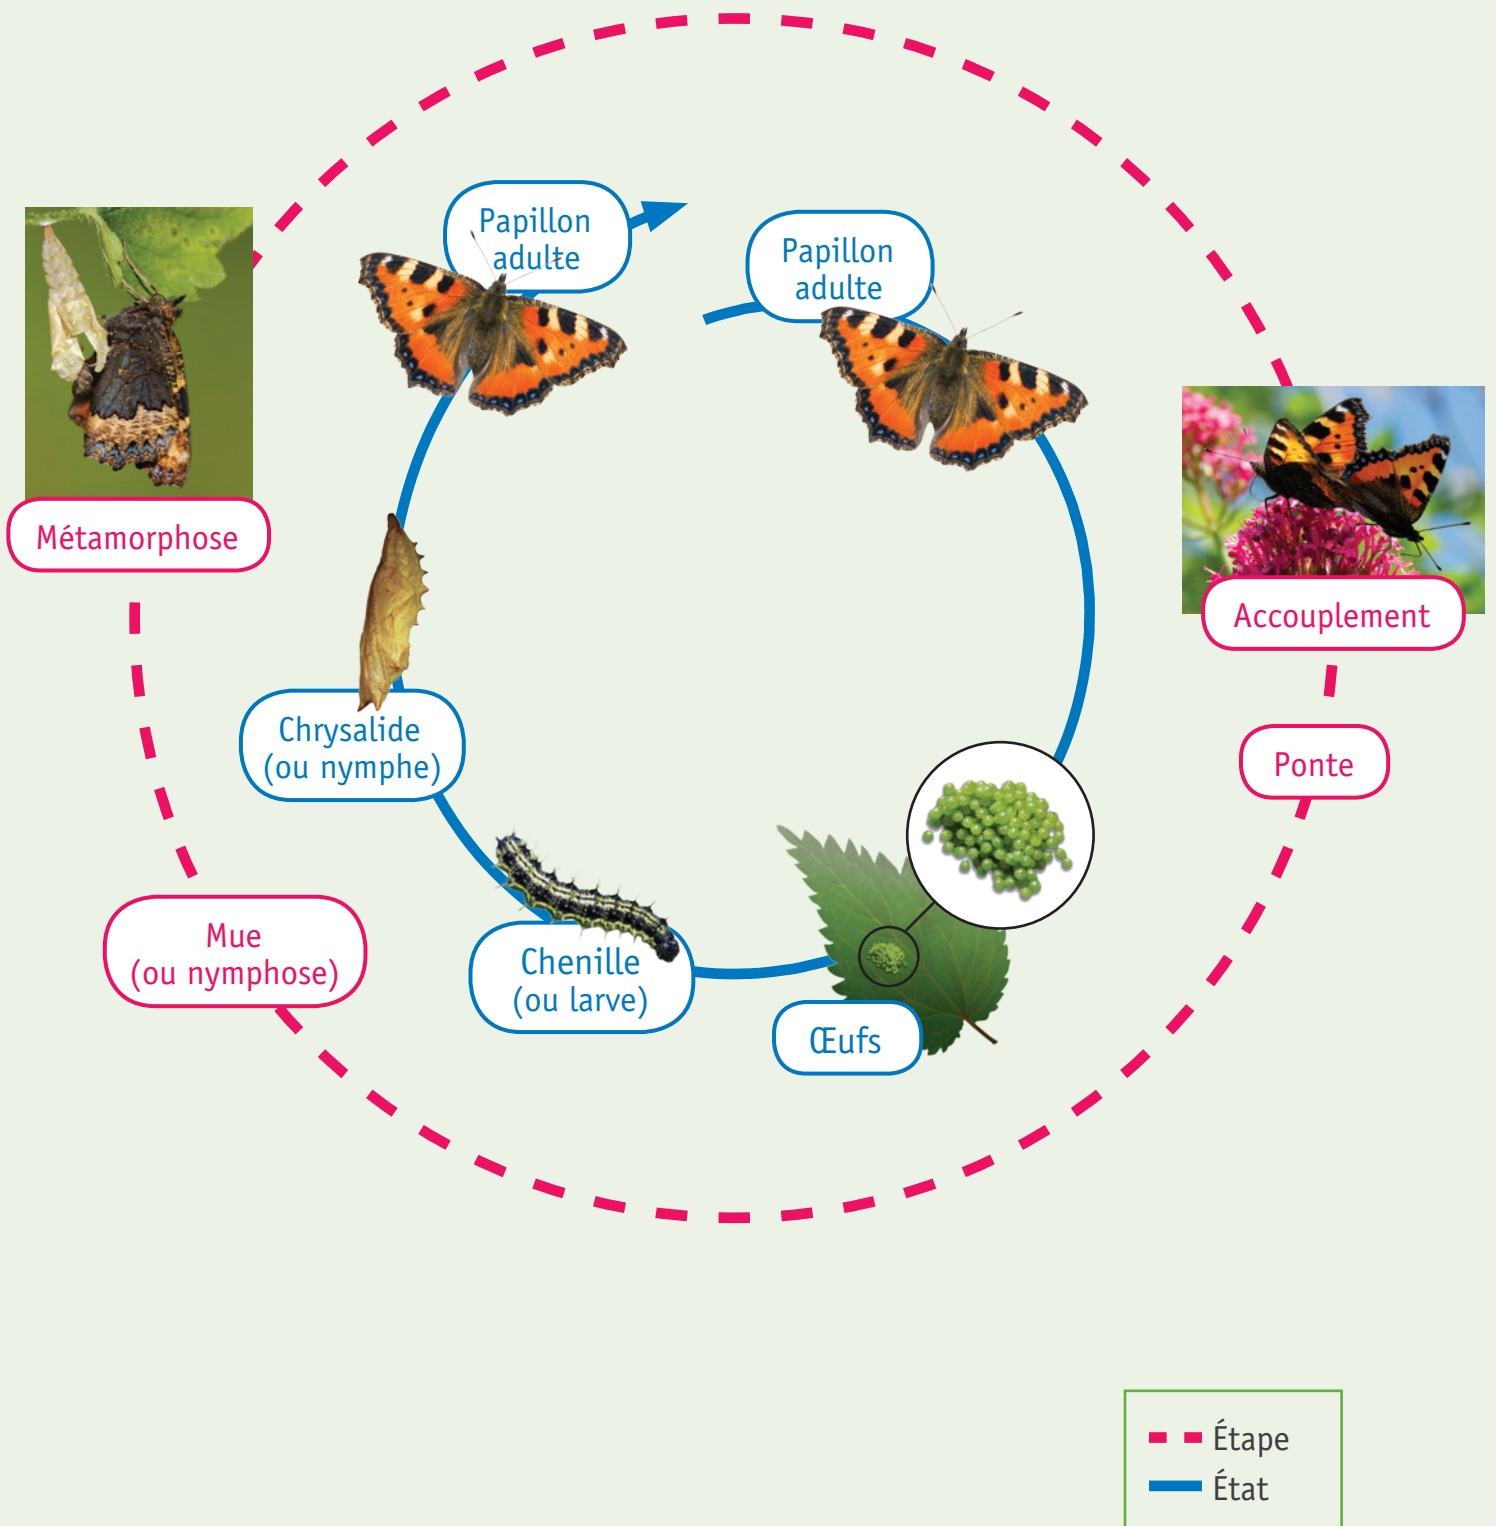 Papillon
adulte
Papillon
adulte
Métamorphose
Accouplement
Chrysalide
(ou nymphe)
Ponte
Mue
(ou nymphose)
Chenille
(ou larve)
Œufs
Étape
État